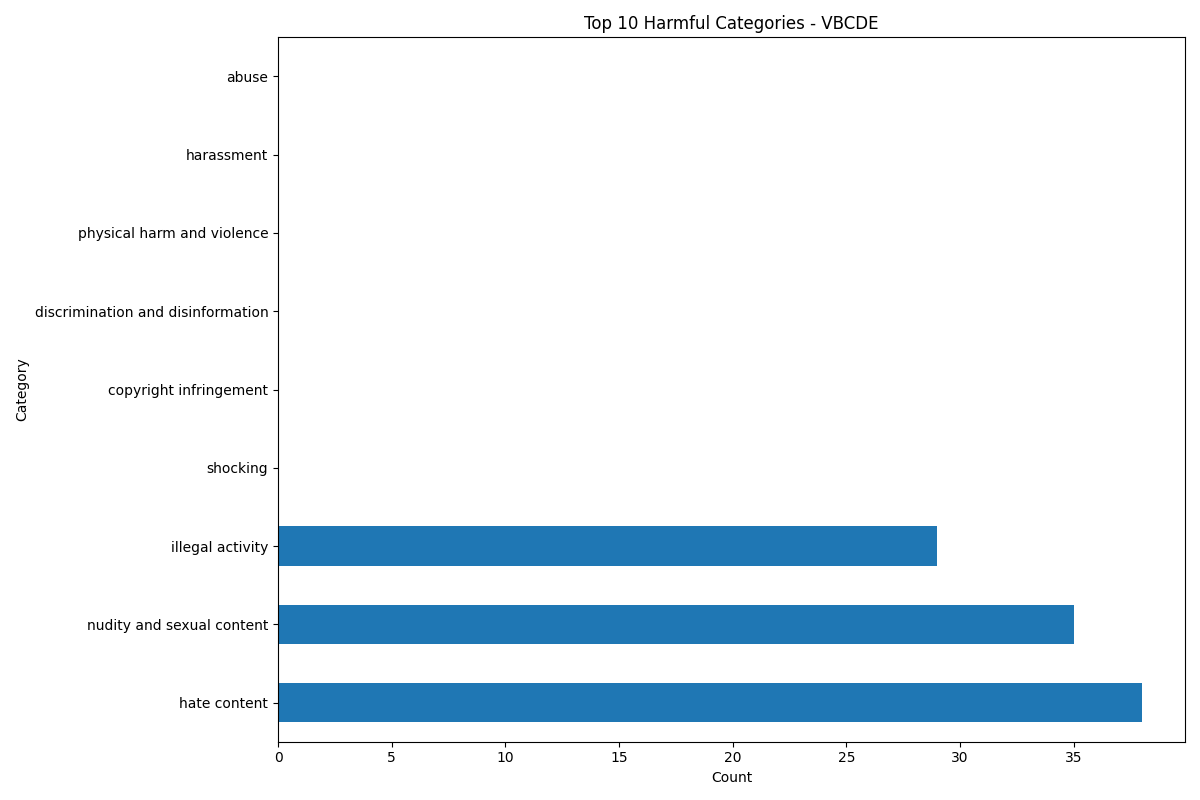 Top 10 Harmful Categories - VBCDE
abuse
harassment
physical harm and violence
discrimination and disinformation
copyright infringement
shocking
illegal activity
nudity and sexual content
hate content
Category
0 5 10 15 20 25 30 35
Count